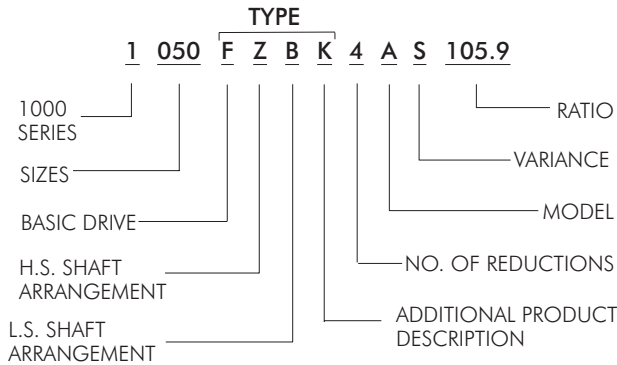 TYPE
1 050 F Z B K 4 A S 105.9
1000
SERIES
RATIO
SIZES
VARIANCE
BASIC DRIVE
MODEL
H.S. SHAFT
ARRANGEMENT
NO. OF REDUCTIONS
L.S. SHAFT
ARRANGEMENT
ADDITIONAL PRODUCT
DESCRIPTION